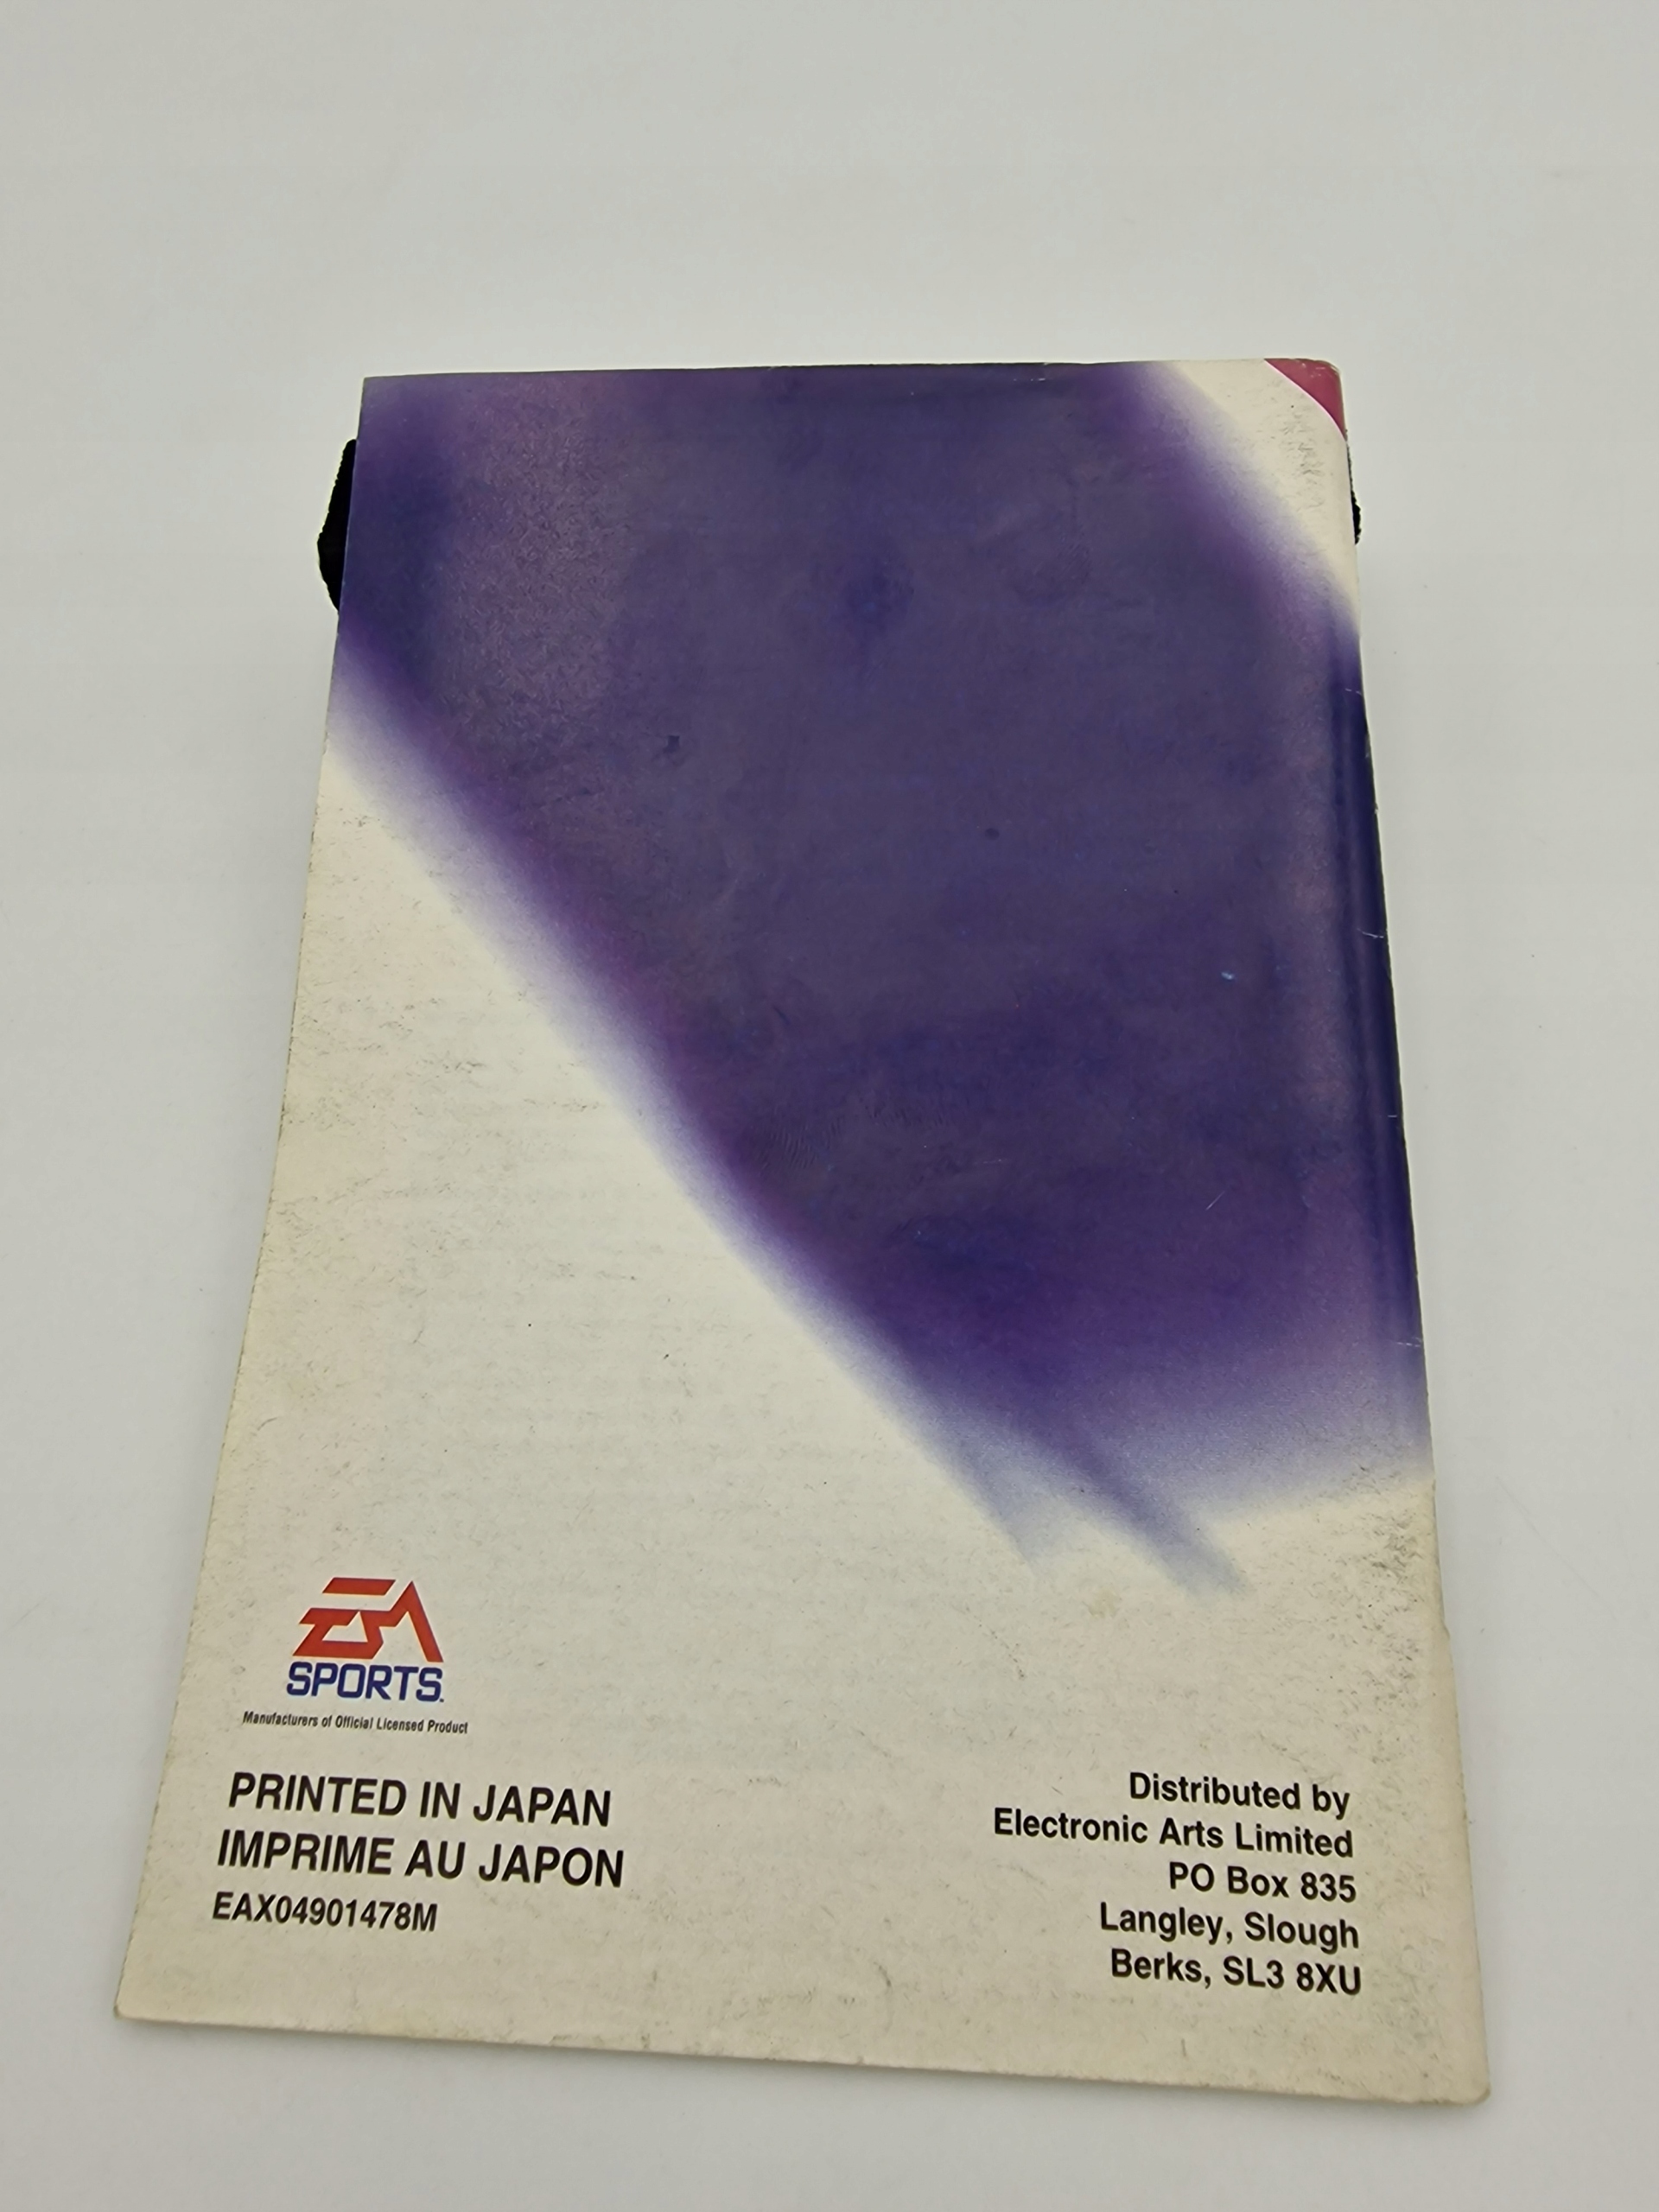 EA
SPORTS
Manufacturers of Official Licensed Product
PRINTED IN JAPAN
IMPRIME AU JAPON
EAX04901478M
Distributed by
Electronic Arts Limited
PO Box 835
Langley, Slough
Berks, SL3 8XU